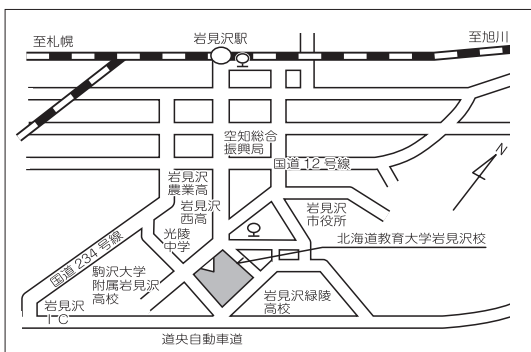 岩見沢駅
至札幌
至旭川
空知総合
振興局
国道12号線
岩見沢
農業高
岩見沢
西高
光陵
中学
岩見沢
市役所
N
北海道教育大学岩見沢校
国道234号線
駒沢大学
附属岩見沢
高校
岩見沢緑陵
高校
岩見沢
IC
道央自動車道